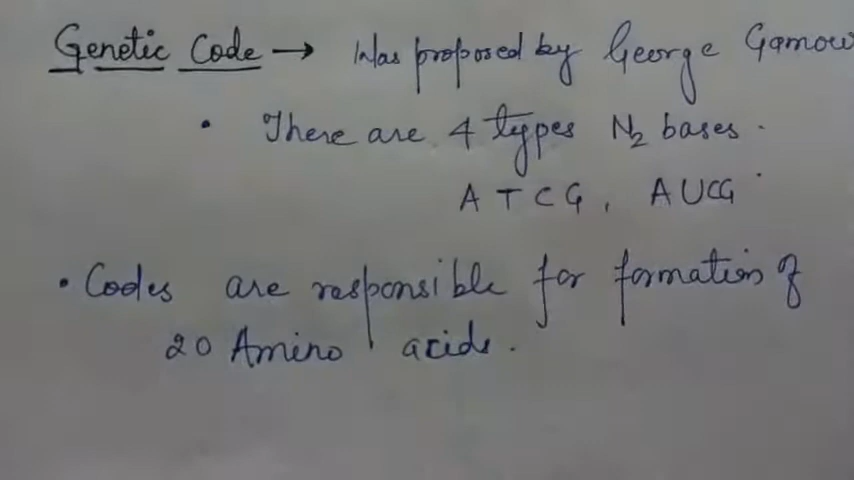 Genetic Code → Was proposed by George Gamow
• There are 4 types N₂ bases.
A T C G, A U C G
• Codes are responsible for formation of
20 Amino acids.